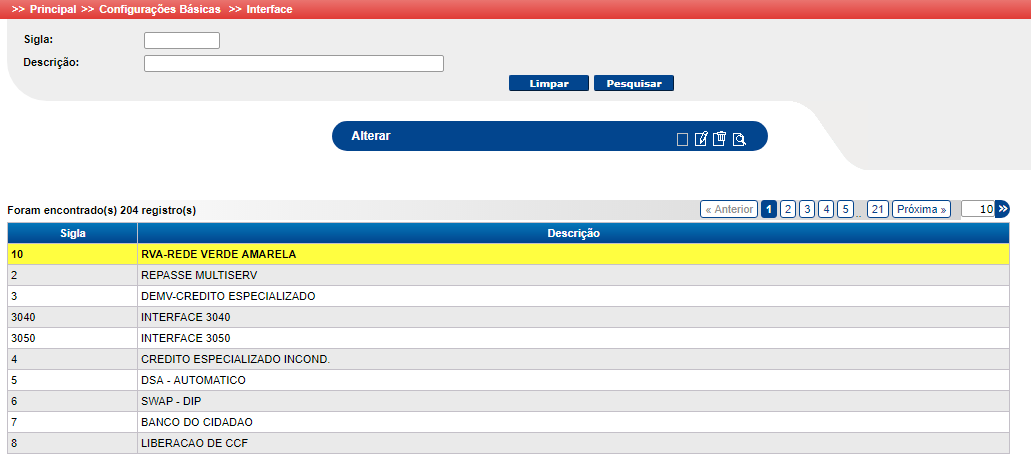 >> Principal >> Configurações Básicas >> Interface
Sigla:
Descrição:
Limpar Pesquisar
Alterar
Foram encontrado(s) 204 registro(s) « Anterior 1 2 3 4 5 .. 21 Próxima » 10 »
Sigla Descrição
10 RVA-REDE VERDE AMARELA
2 REPASSE MULTISERV
3 DEMV-CREDITO ESPECIALIZADO
3040 INTERFACE 3040
3050 INTERFACE 3050
4 CREDITO ESPECIALIZADO INCOND.
5 DSA - AUTOMATICO
6 SWAP - DIP
7 BANCO DO CIDADAO
8 LIBERACAO DE CCF